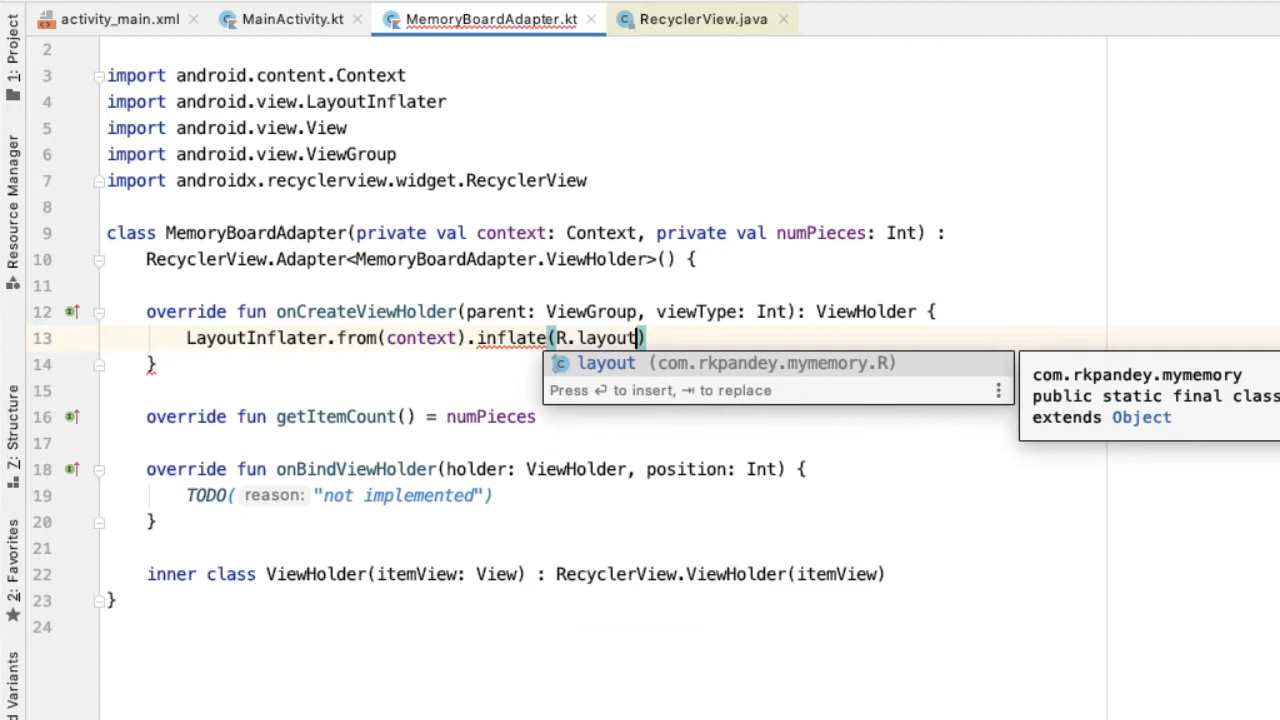 activity_main.xml MainActivity.kt MemoryBoardAdapter.kt RecyclerView.java
1: Project
Resource Manager
Z: Structure
2: Favorites
d Variants
2
3 import android.content.Context
4 import android.view.LayoutInflater
5 import android.view.View
6 import android.view.ViewGroup
7 import androidx.recyclerview.widget.RecyclerView
8
9 class MemoryBoardAdapter(private val context: Context, private val numPieces: Int) :
10 RecyclerView.Adapter<MemoryBoardAdapter.ViewHolder>() {
11
12 override fun onCreateViewHolder(parent: ViewGroup, viewType: Int): ViewHolder {
13 LayoutInflater.from(context).inflate(R.layout)
layout (com.rkpandey.mymemory.R)
Press ↵ to insert, ⇥ to replace
com.rkpandey.mymemory
public static final class
extends Object
14 }
15
16 override fun getItemCount() = numPieces
17
18 override fun onBindViewHolder(holder: ViewHolder, position: Int) {
19 TODO( reason: "not implemented")
20 }
21
22 inner class ViewHolder(itemView: View) : RecyclerView.ViewHolder(itemView)
23 }
24